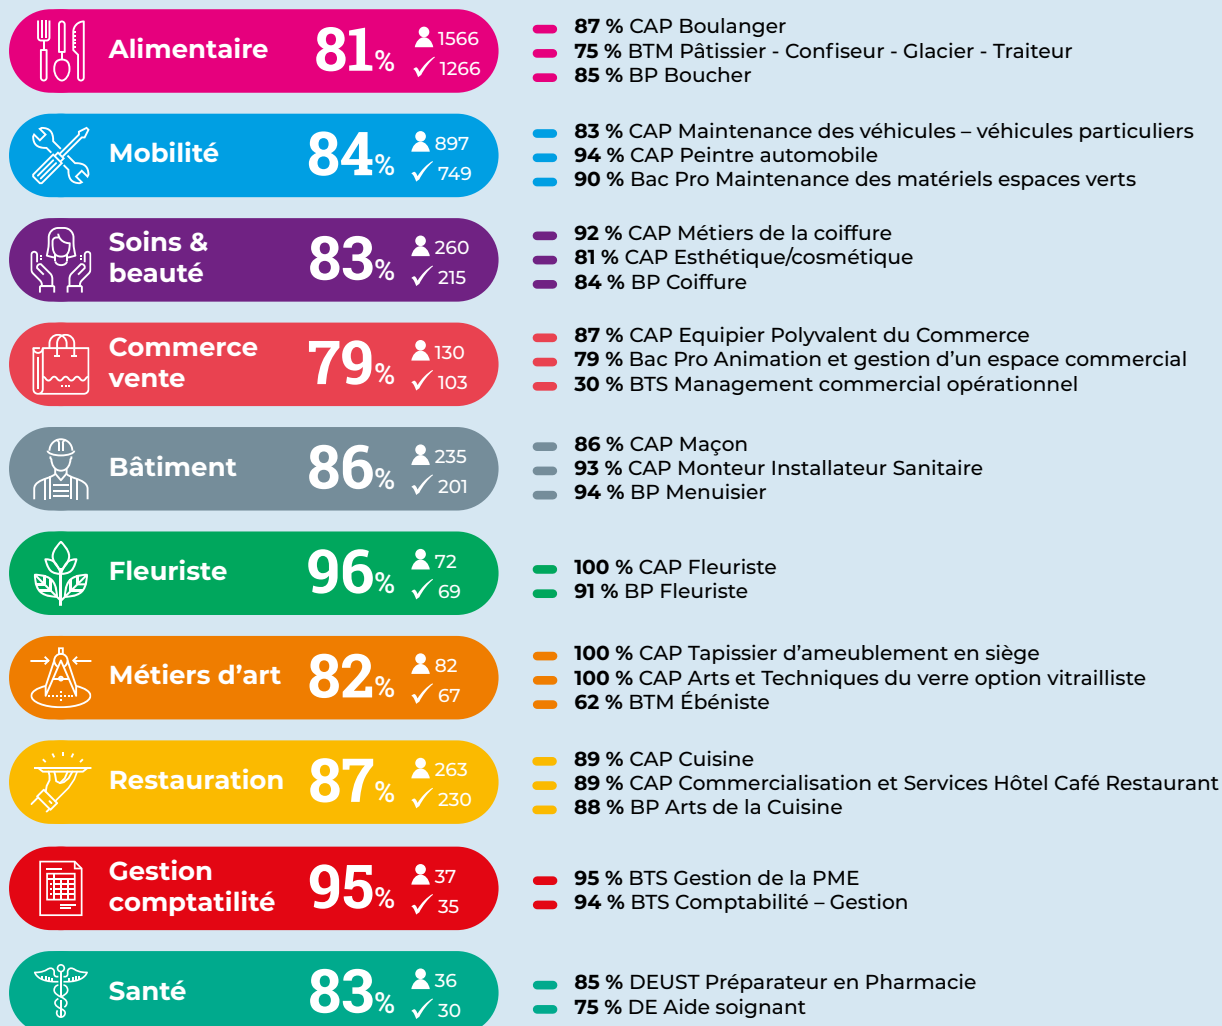 Alimentaire
81%
1566
1266
87 % CAP Boulanger
75 % BTM Pâtissier - Confiseur - Glacier - Traiteur
85 % BP Boucher
Mobilité
84%
897
749
83 % CAP Maintenance des véhicules – véhicules particuliers
94 % CAP Peintre automobile
90 % Bac Pro Maintenance des matériels espaces verts
Soins &
beauté
83%
260
215
92 % CAP Métiers de la coiffure
81 % CAP Esthétique/cosmétique
84 % BP Coiffure
Commerce
vente
79%
130
103
87 % CAP Equipier Polyvalent du Commerce
79 % Bac Pro Animation et gestion d'un espace commercial
30 % BTS Management commercial opérationnel
Bâtiment
86%
235
201
86 % CAP Maçon
93 % CAP Monteur Installateur Sanitaire
94 % BP Menuisier
Fleuriste
96%
72
69
100 % CAP Fleuriste
91 % BP Fleuriste
Métiers d'art
82%
82
67
100 % CAP Tapissier d'ameublement en siège
100 % CAP Arts et Techniques du verre option vitrailliste
62 % BTM Ébéniste
Restauration
87%
263
230
89 % CAP Cuisine
89 % CAP Commercialisation et Services Hôtel Café Restaurant
88 % BP Arts de la Cuisine
Gestion
comptatilité
95%
37
35
95 % BTS Gestion de la PME
94 % BTS Comptabilité – Gestion
Santé
83%
36
30
85 % DEUST Préparateur en Pharmacie
75 % DE Aide soignant